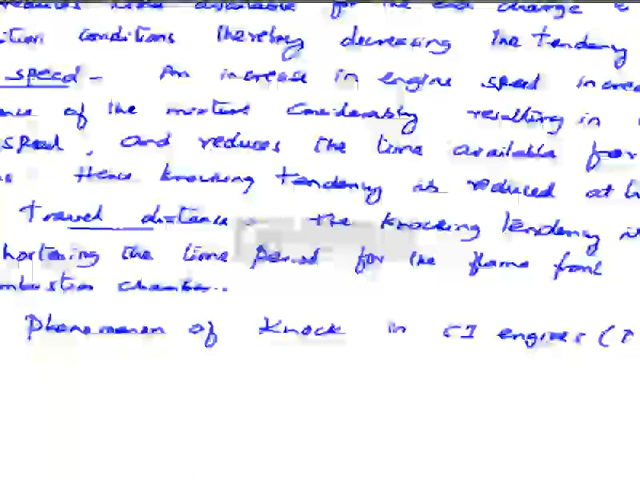 reduces time available for the end charge
ition conditions thereby decreasing the tendency
speed - An increase in engine speed increa
ence of the mixture considerably resulting in
speed, and reduces the time available for
Hence knocking tendency is reduced at
travel distance - The knocking tendency is
hortening the time period for the flame front
mbustion chamber.
Phenomenon of Knock in CI engines (